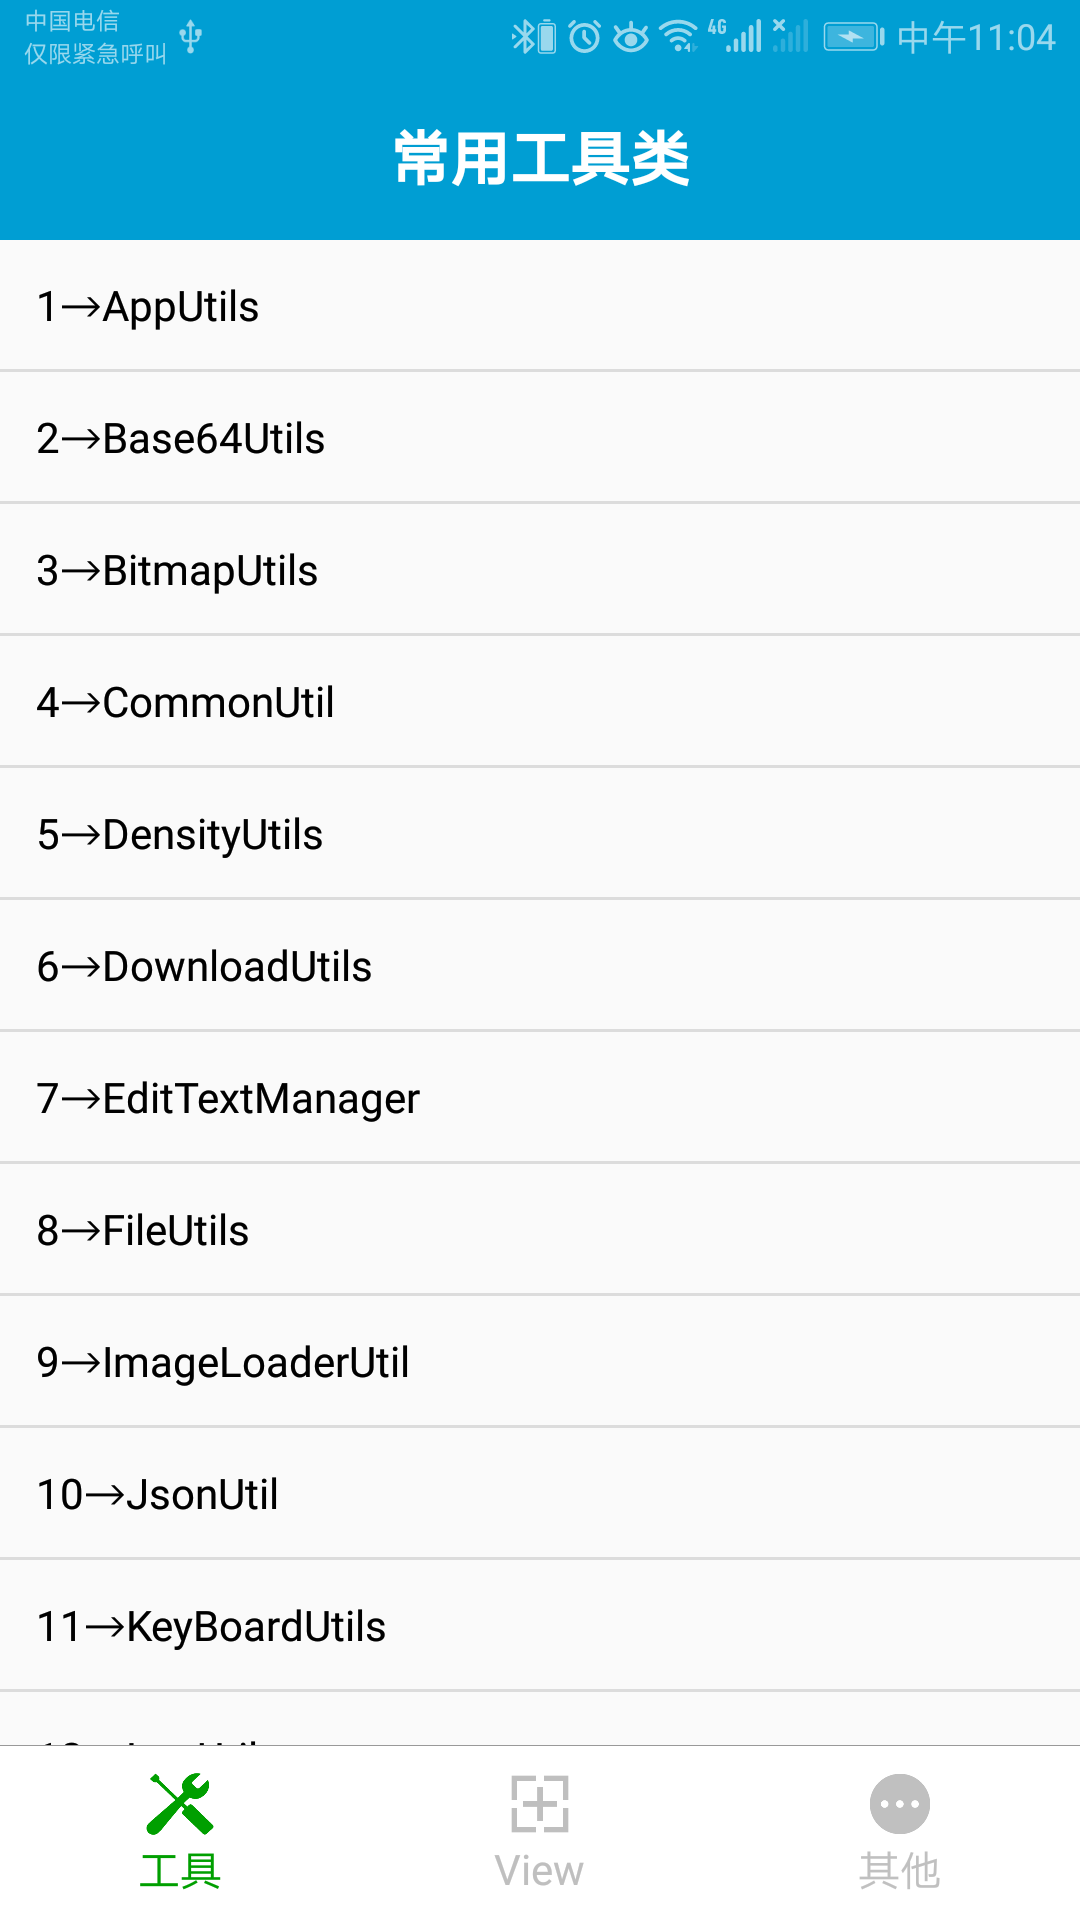 中国电信
仅限紧急呼叫
4G
中午11:04
常用工具类
1→AppUtils
2→Base64Utils
3→BitmapUtils
4→CommonUtil
5→DensityUtils
6→DownloadUtils
7→EditTextManager
8→FileUtils
9→ImageLoaderUtil
10→JsonUtil
11→KeyBoardUtils
工具
View
其他